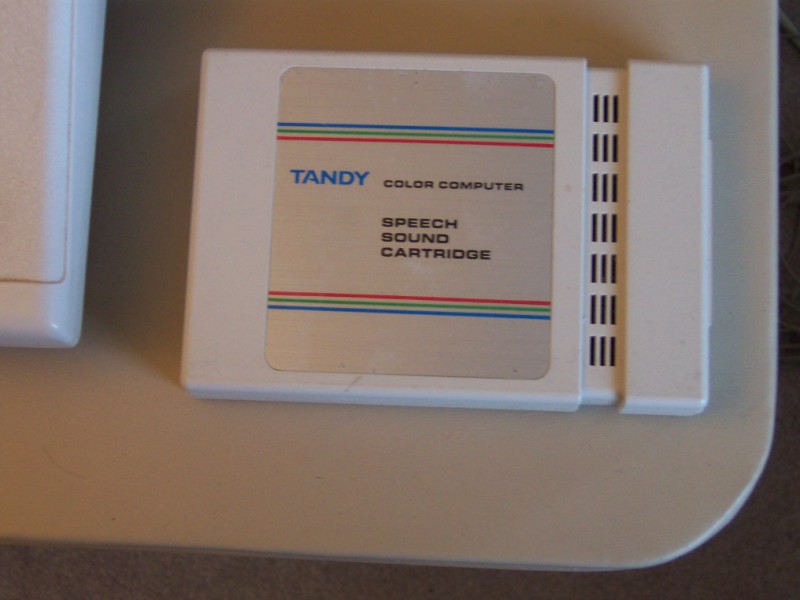 TANDY COLOR COMPUTER
SPEECH
SOUND
CARTRIDGE